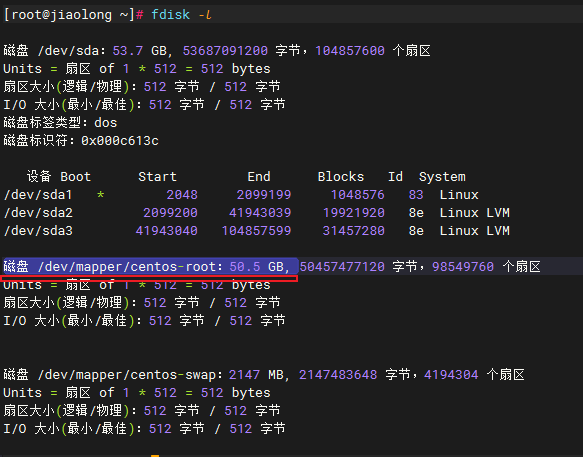 [root@jiaolong ~]# fdisk -l
磁盘 /dev/sda：53.7 GB, 53687091200 字节，104857600 个扇区
Units = 扇区 of 1 * 512 = 512 bytes
扇区大小(逻辑/物理)：512 字节 / 512 字节
I/O 大小(最小/最佳)：512 字节 / 512 字节
磁盘标签类型：dos
磁盘标识符：0x000c613c
设备 Boot      Start         End      Blocks   Id  System
/dev/sda1   *        2048     2099199     1048576   83  Linux
/dev/sda2         2099200    41943039    19921920   8e  Linux LVM
/dev/sda3        41943040   104857599    31457280   8e  Linux LVM
磁盘 /dev/mapper/centos-root：50.5 GB, 50457477120 字节，98549760 个扇区
Units = 扇区 of 1 * 512 = 512 bytes
扇区大小(逻辑/物理)：512 字节 / 512 字节
I/O 大小(最小/最佳)：512 字节 / 512 字节
磁盘 /dev/mapper/centos-swap：2147 MB, 2147483648 字节，4194304 个扇区
Units = 扇区 of 1 * 512 = 512 bytes
扇区大小(逻辑/物理)：512 字节 / 512 字节
I/O 大小(最小/最佳)：512 字节 / 512 字节